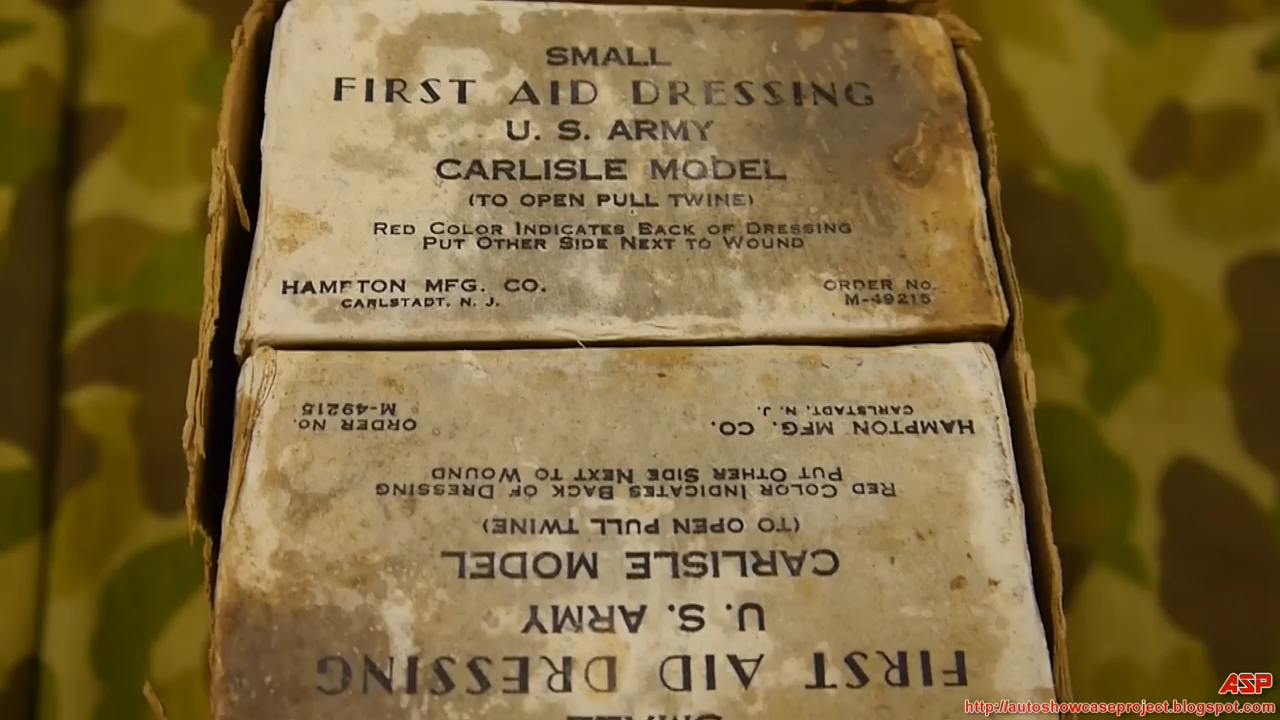 SMALL
FIRST AID DRESSING
U. S. ARMY
CARLISLE MODEL
(TO OPEN PULL TWINE)
RED COLOR INDICATES BACK OF DRESSING
PUT OTHER SIDE NEXT TO WOUND
HAMPTON MFG. CO.
CARLSTADT, N. J.
ORDER NO.
M-49215
SMALL
FIRST AID DRESSING
U. S. ARMY
CARLISLE MODEL
(TO OPEN PULL TWINE)
RED COLOR INDICATES BACK OF DRESSING
PUT OTHER SIDE NEXT TO WOUND
HAMPTON MFG. CO.
CARLSTADT, N. J.
ORDER NO.
M-49215
ASP
http://autoshowcaseproject.blogspot.com